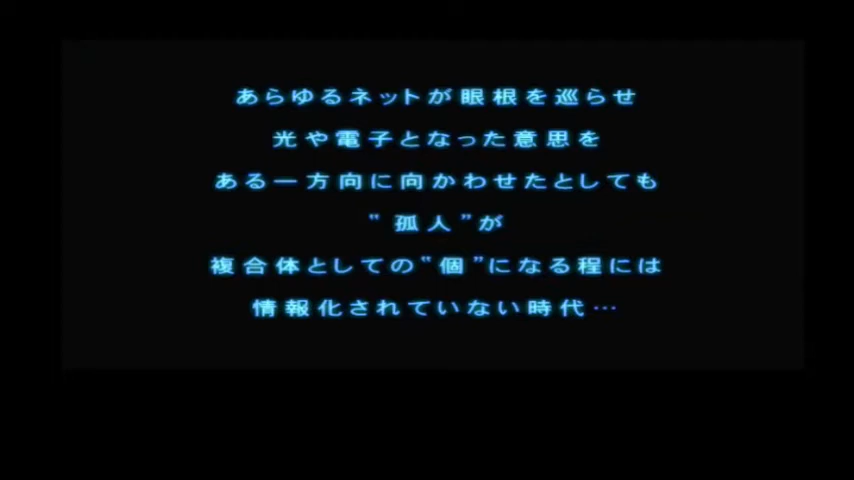 あらゆるネットが眼根を巡らせ
光や電子となった意思を
ある一方向に向かわせたとしても
”孤人”が
複合体としての“個”になる程には
情報化されていない時代…